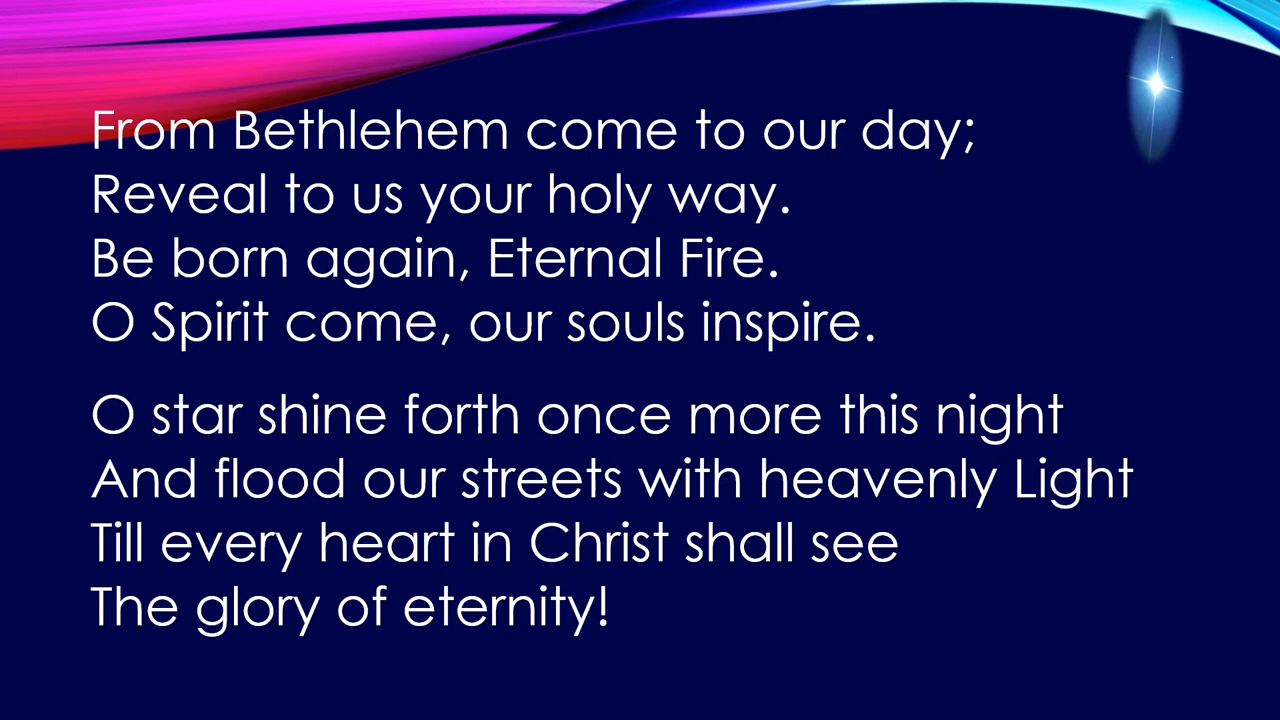 From Bethlehem come to our day;
Reveal to us your holy way.
Be born again, Eternal Fire.
O Spirit come, our souls inspire.
O star shine forth once more this night
And flood our streets with heavenly Light
Till every heart in Christ shall see
The glory of eternity!